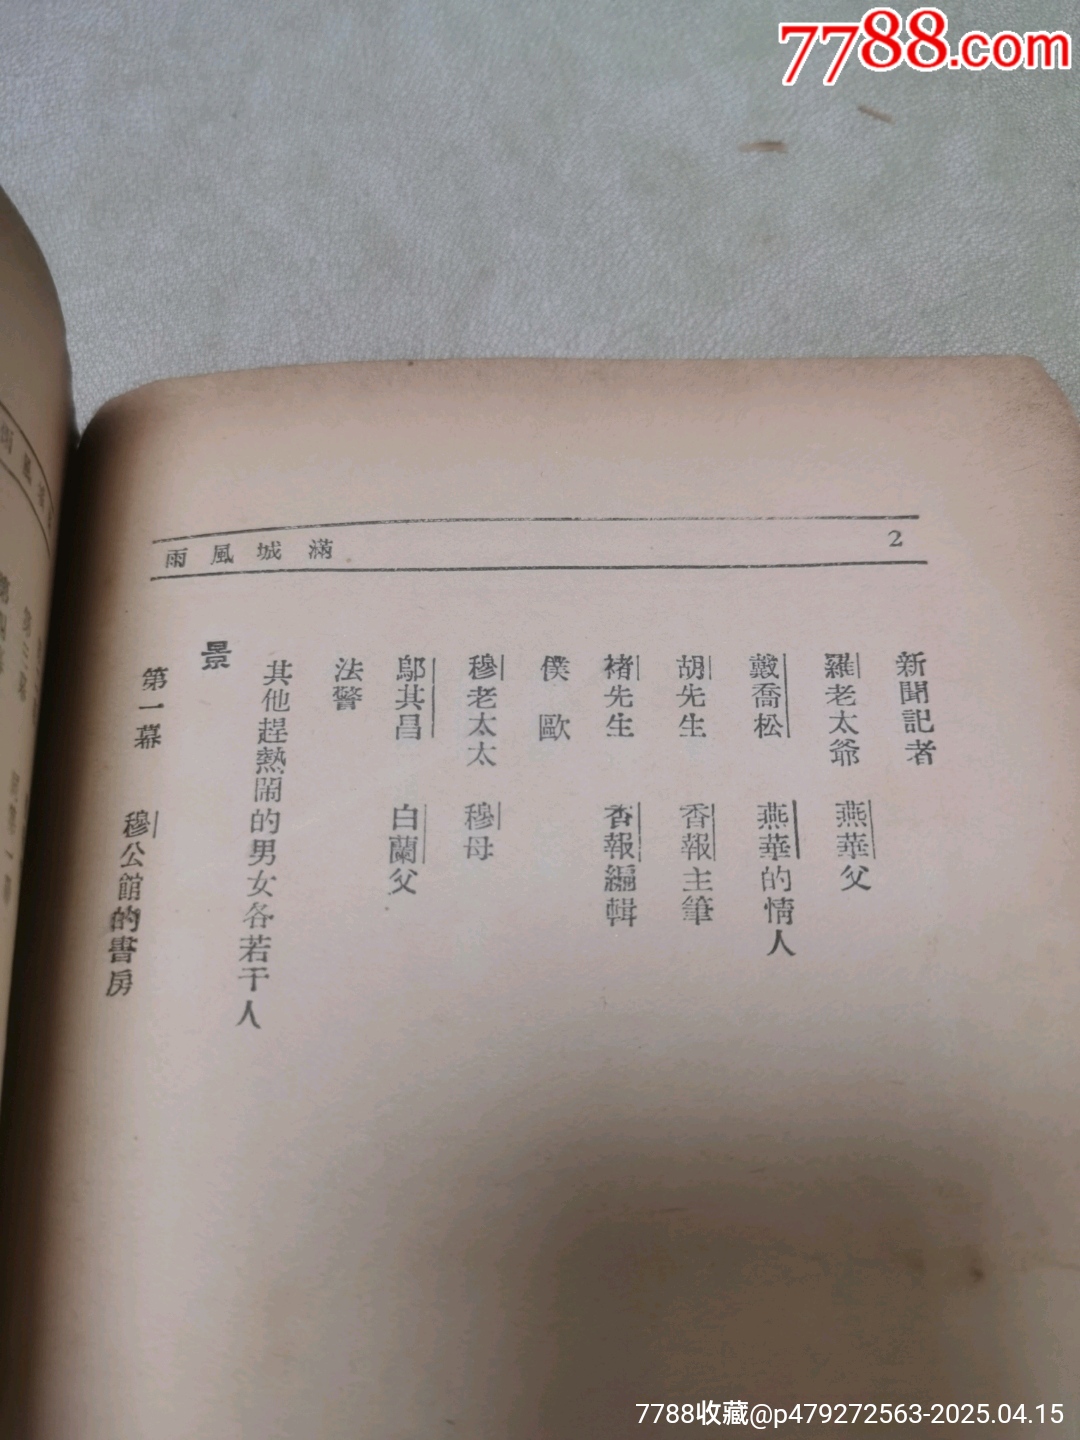 7788.com
滿城風雨
2
新聞記者
羅老太爺 燕華父
戴喬松 燕華的情人
胡先生 香報主筆
褚先生 香報編輯
僕歐
穆老太太 穆母
鄔其昌 白蘭父
法警
其他趕熱鬧的男女各若干人
景
第一幕 穆公館的書房
7788收藏@p479272563-2025.04.15